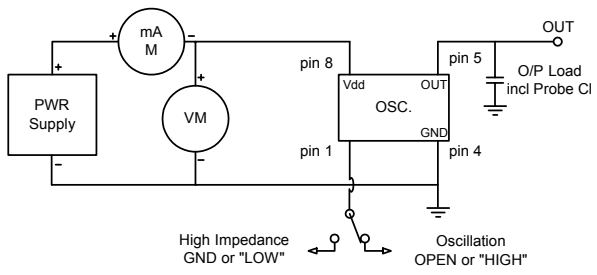 mA
M
+
-
OUT
pin 8
pin 5
+
+
Vdd
OUT
O/P Load
incl Probe Cl
PWR
Supply
VM
OSC.
GND
-
-
pin 1
pin 4
High Impedance
GND or "LOW"
Oscillation
OPEN or "HIGH"